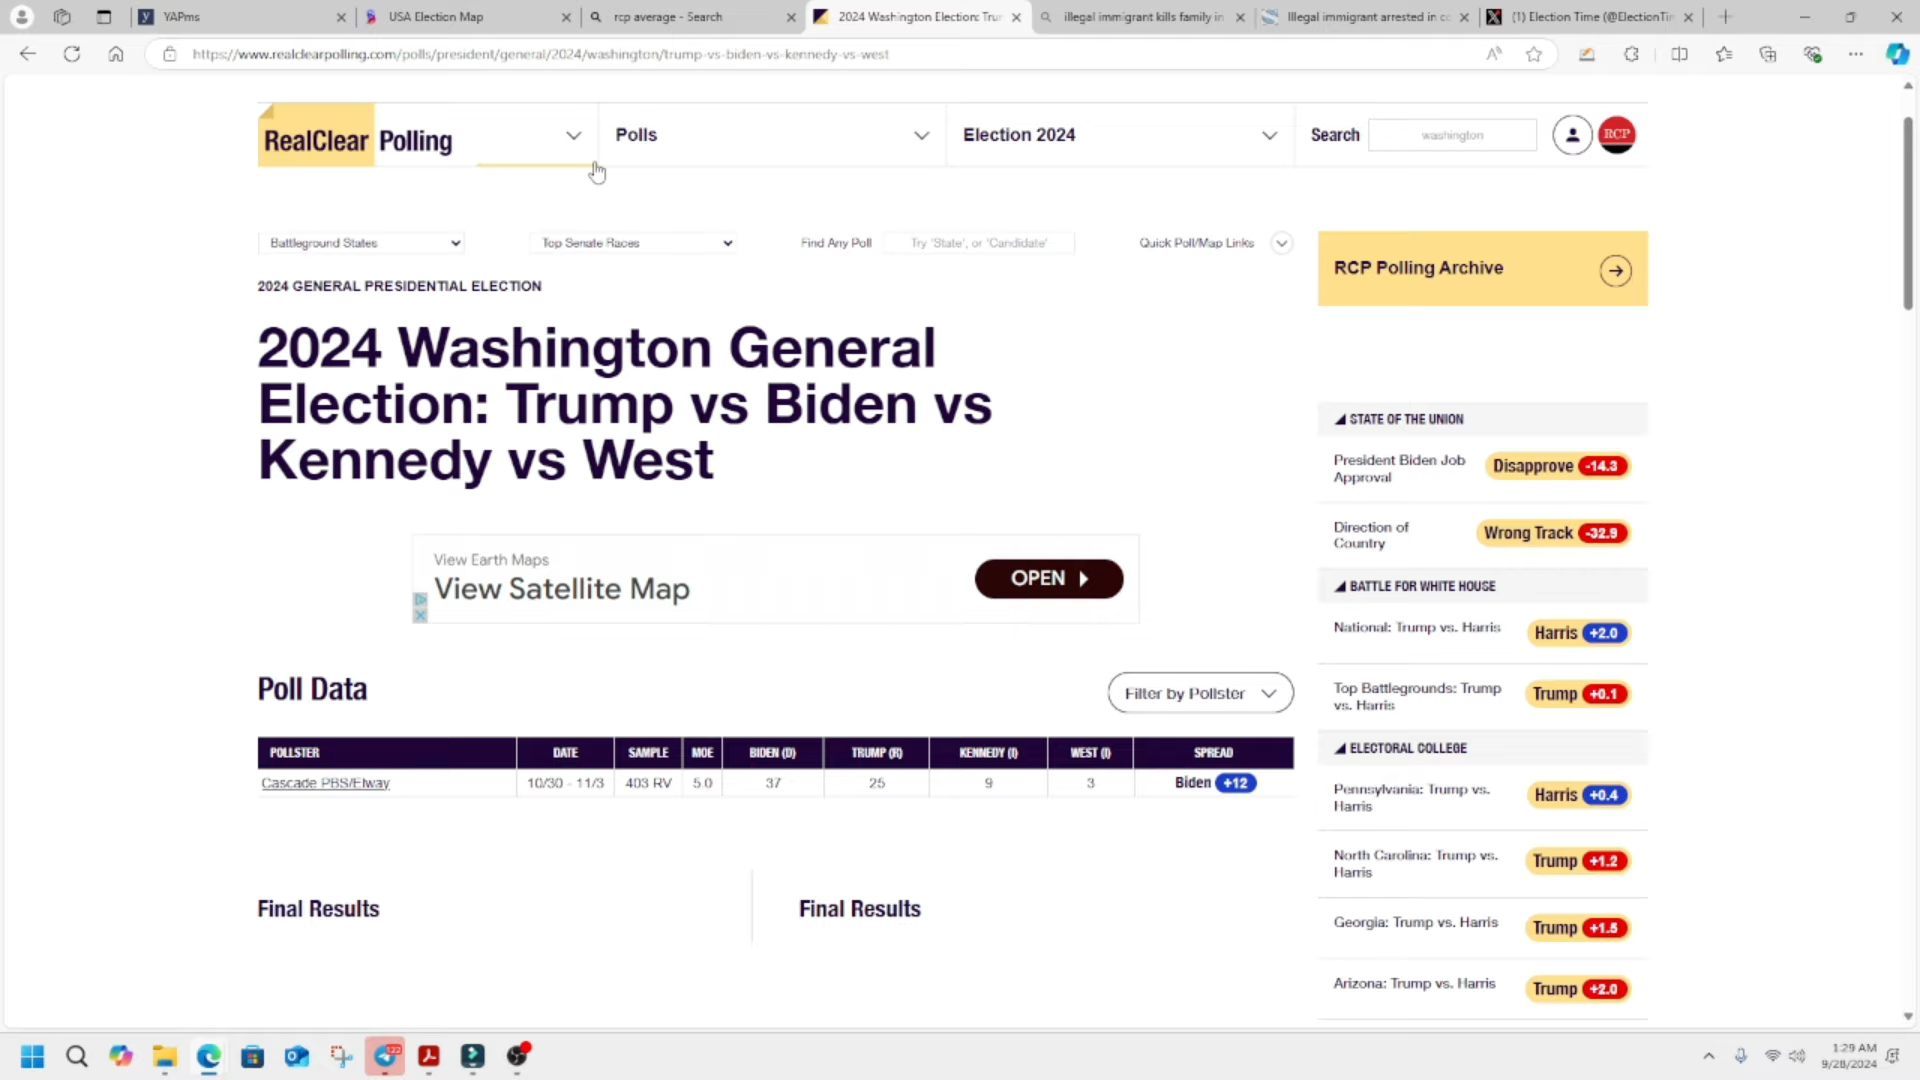 YAPms
USA Election Map
rcp average - Search
2024 Washington Election: Tru
illegal immigrant kills family in
Illegal immigrant arrested in cc
(1) Election Time (@ElectionTi
https://www.realclearpolling.com/polls/president/general/2024/washington/trump-vs-biden-vs-kennedy-vs-west
RealClear Polling
Polls
Election 2024
Search
washington
RCP
Battleground States
Top Senate Races
Find Any Poll
Try 'State', or 'Candidate'
Quick Poll/Map Links
RCP Polling Archive
2024 GENERAL PRESIDENTIAL ELECTION
2024 Washington General
Election: Trump vs Biden vs
Kennedy vs West
View Earth Maps
View Satellite Map
OPEN
Poll Data
Filter by Pollster
POLLSTER DATE SAMPLE MOE BIDEN (D) TRUMP (R) KENNEDY (I) WEST (I) SPREAD
Cascade PBS/Elway 10/30 - 11/3 403 RV 5.0 37 25 9 3 Biden +12
Final Results
Final Results
STATE OF THE UNION
President Biden Job
Approval
Disapprove -14.3
Direction of
Country
Wrong Track -32.9
BATTLE FOR WHITE HOUSE
National: Trump vs. Harris
Harris +2.0
Top Battlegrounds: Trump
vs. Harris
Trump +0.1
ELECTORAL COLLEGE
Pennsylvania: Trump vs.
Harris
Harris +0.4
North Carolina: Trump vs.
Harris
Trump +1.2
Georgia: Trump vs. Harris
Trump +1.5
Arizona: Trump vs. Harris
Trump +2.0
1:29 AM
9/28/2024